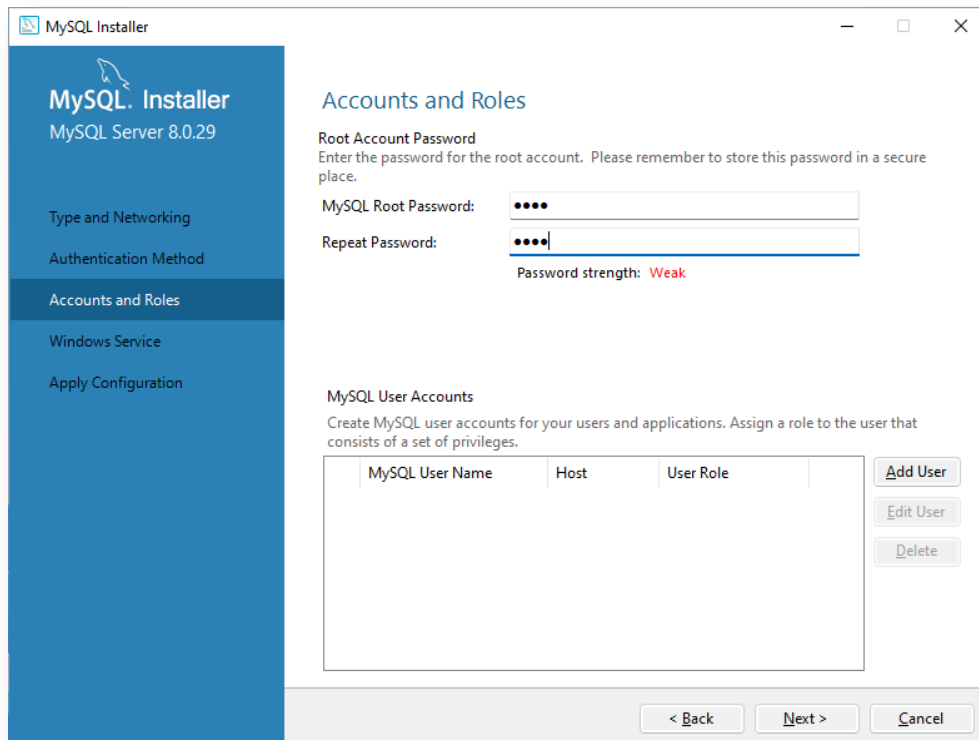 MySQL Installer
MySQL. Installer
MySQL Server 8.0.29
Type and Networking
Authentication Method
Accounts and Roles
Windows Service
Apply Configuration
Accounts and Roles
Root Account Password
Enter the password for the root account. Please remember to store this password in a secure
place.
MySQL Root Password: ••••
Repeat Password: ••••
Password strength: Weak
MySQL User Accounts
Create MySQL user accounts for your users and applications. Assign a role to the user that
consists of a set of privileges.
MySQL User Name Host User Role
Add User
Edit User
Delete
< Back Next > Cancel